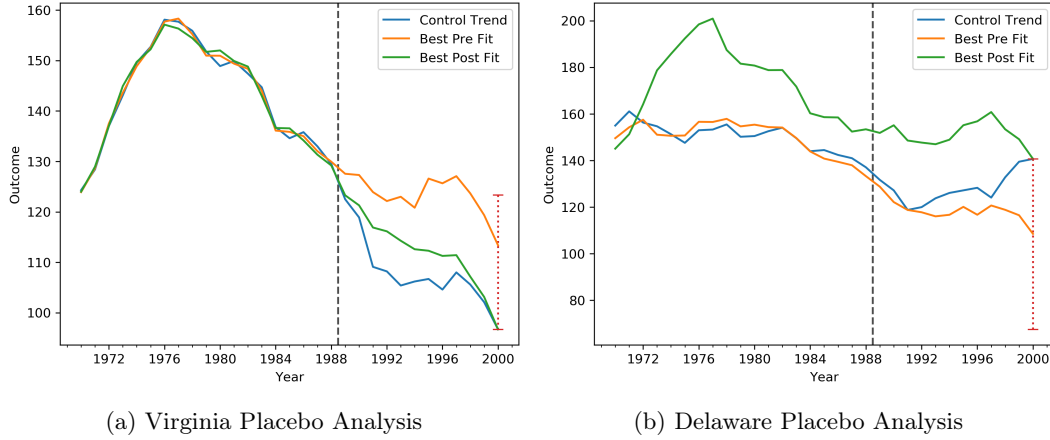 160
150
140
130
120
110
100
Outcome
1972
1976
1980
1984
1988
1992
1996
2000
Year
Control Trend
Best Pre Fit
Best Post Fit
(a) Virginia Placebo Analysis
200
180
160
140
120
100
80
Outcome
1972
1976
1980
1984
1988
1992
1996
2000
Year
Control Trend
Best Pre Fit
Best Post Fit
(b) Delaware Placebo Analysis